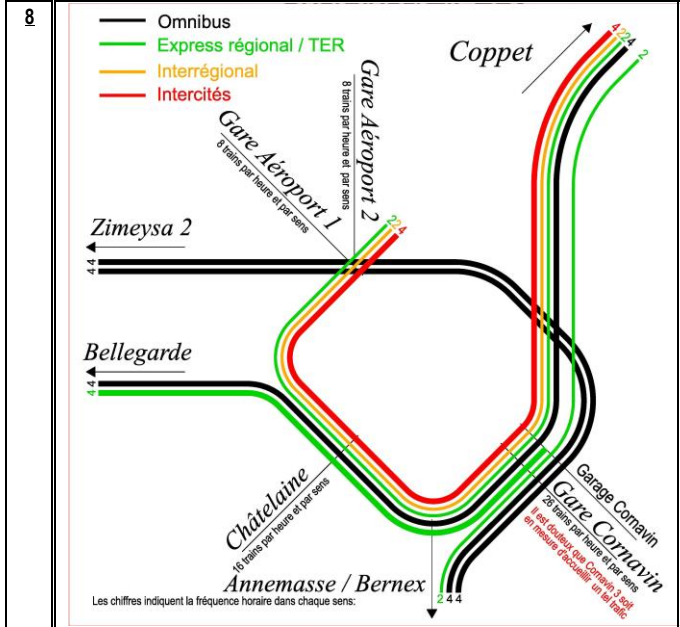 8
Omnibus
Express régional / TER
Interrégional
Intercités
Coppet
4
2
2
4
2
Gare Aéroport 2
8 trains par heure et par sens
Gare Aéroport 1
8 trains par heure et par sens
2
2
4
Zimeysa 2
4
4
Bellegarde
4
4
Châtelaine
16 trains par heure et par sens
Garage Cornavin
Gare Cornavin
26 trains par heure et par sens
Il est douteux que Cornavin 3 soit
en mesure d'accueillir un tel trafic
Annemasse / Bernex
2
4
4
Les chiffres indiquent la fréquence horaire dans chaque sens: